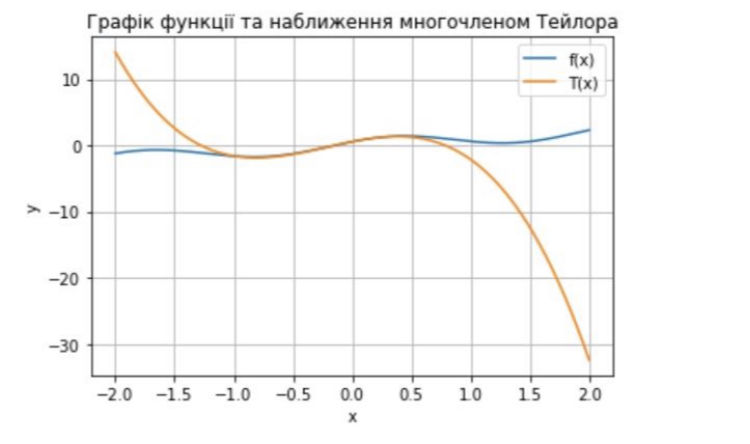 Графік функції та наближення многочленом Тейлора
f(x)
T(x)
10
0
−10
−20
−30
y
−2.0 −1.5 −1.0 −0.5 0.0 0.5 1.0 1.5 2.0
x